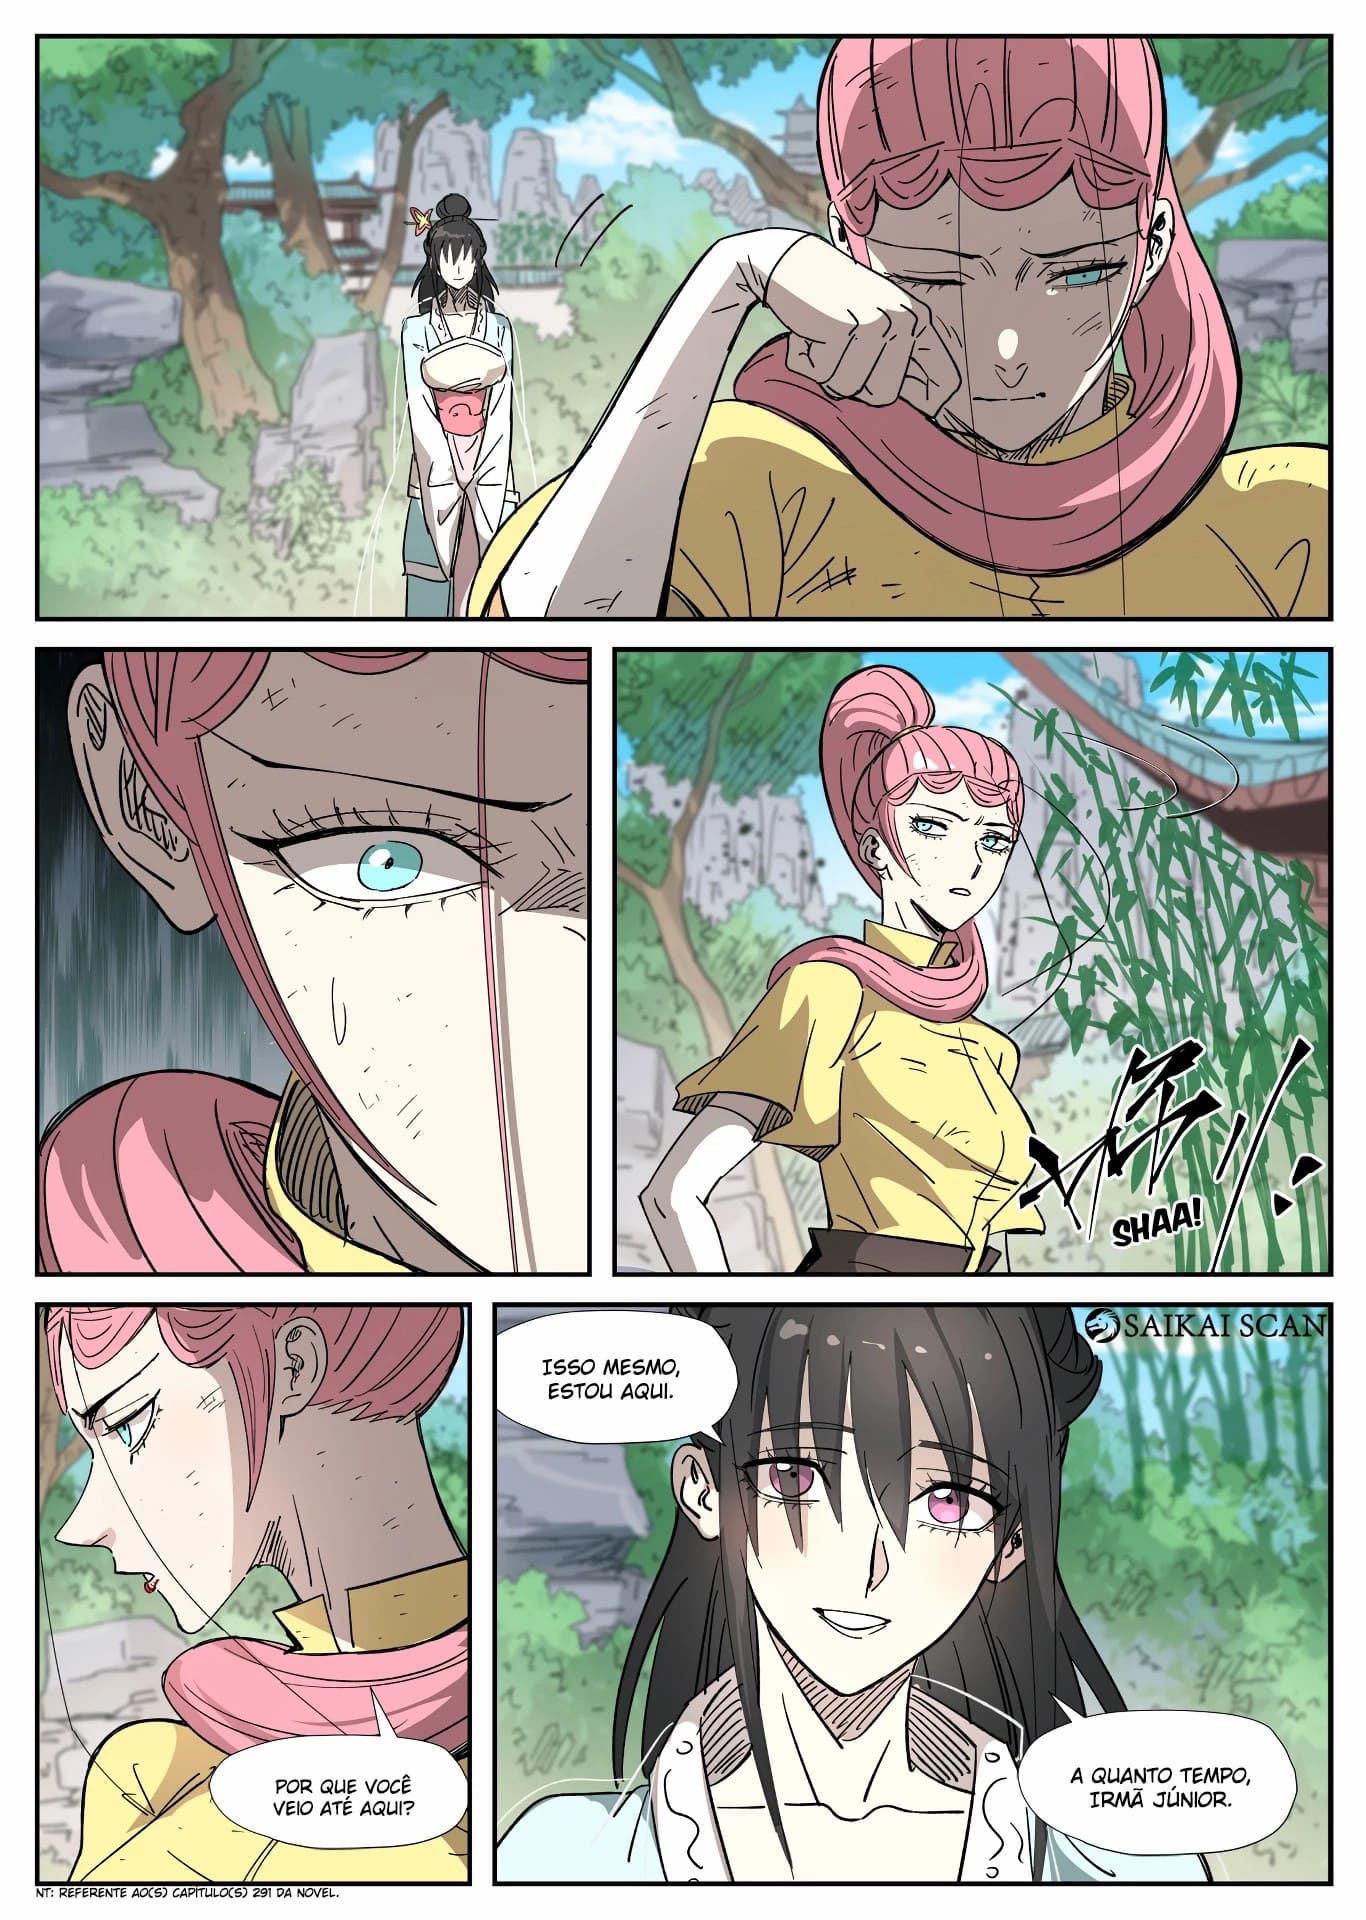 SHAA!
POR QUE VOCÊ
VEIO ATÉ AQUI?
SAIKAI SCAN
ISSO MESMO,
ESTOU AQUI.
A QUANTO TEMPO,
IRMÃ JÚNIOR.
NT: REFERENTE AO(S) CAPÍTULO(S) 291 DA NOVEL.